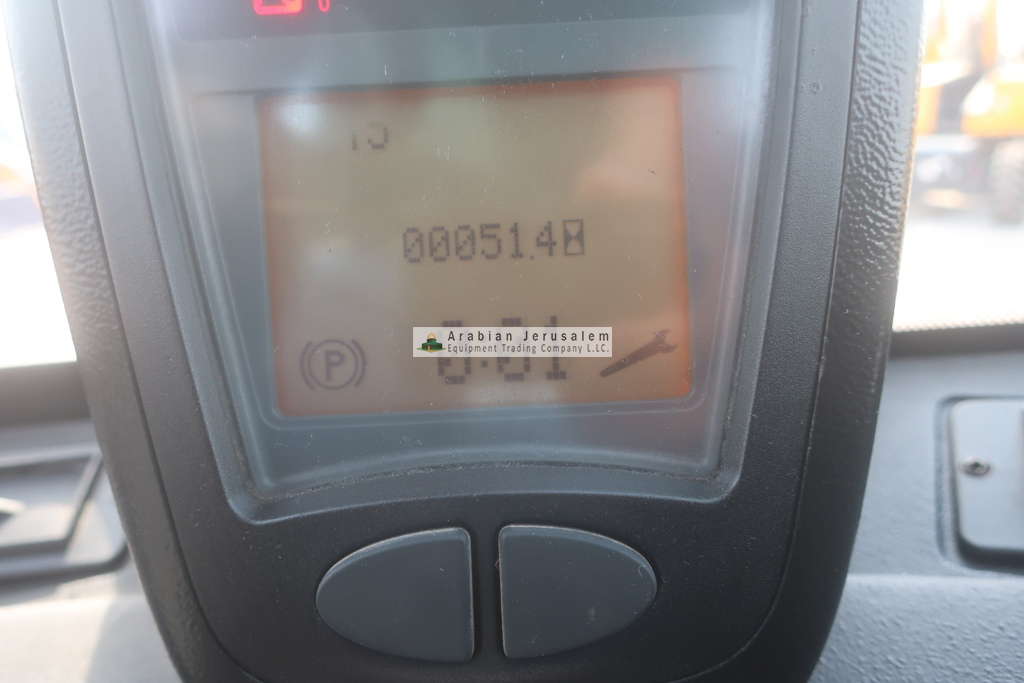 00051.4
Arabian Jerusalem
Equipment Trading Company L.L.C.
P